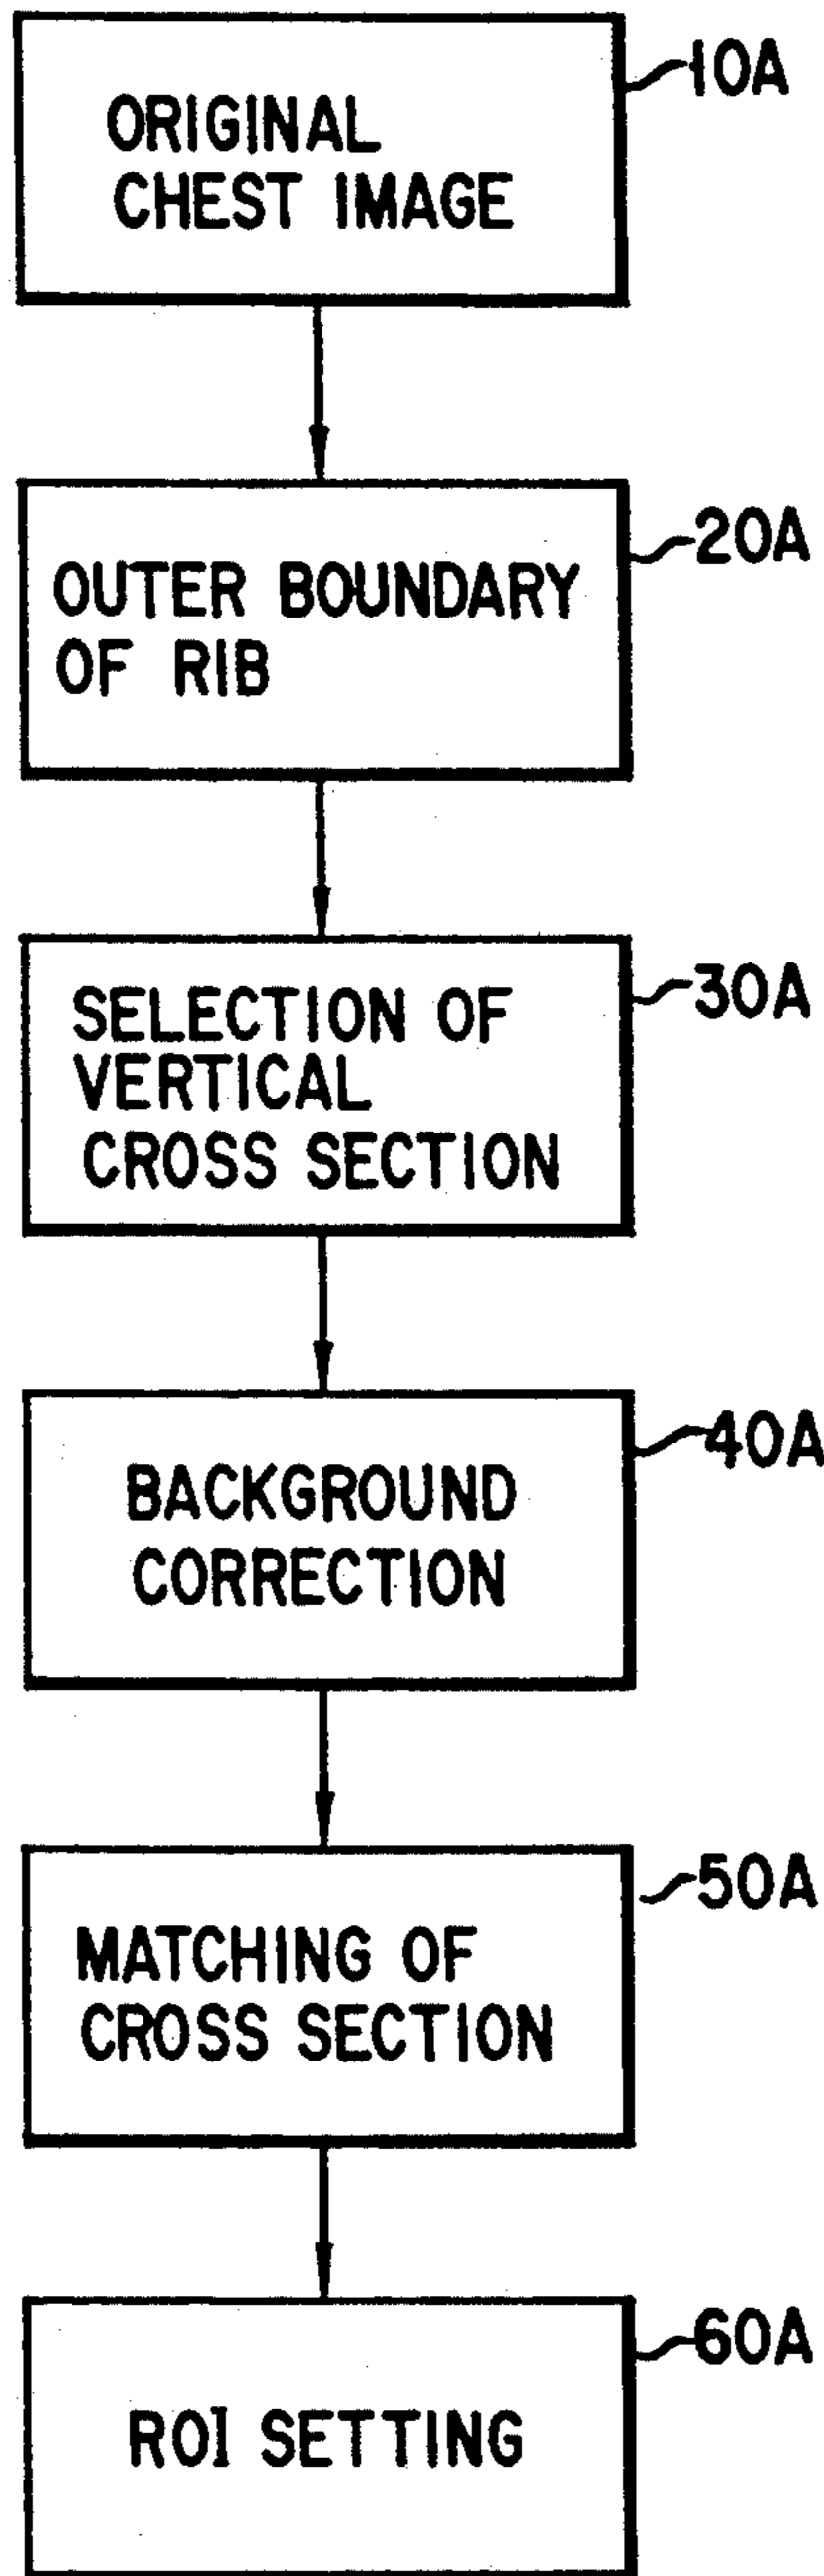 ORIGINAL
CHEST IMAGE
10A
OUTER BOUNDARY
OF RIB
20A
SELECTION OF
VERTICAL
CROSS SECTION
30A
BACKGROUND
CORRECTION
40A
MATCHING OF
CROSS SECTION
50A
ROI SETTING
60A